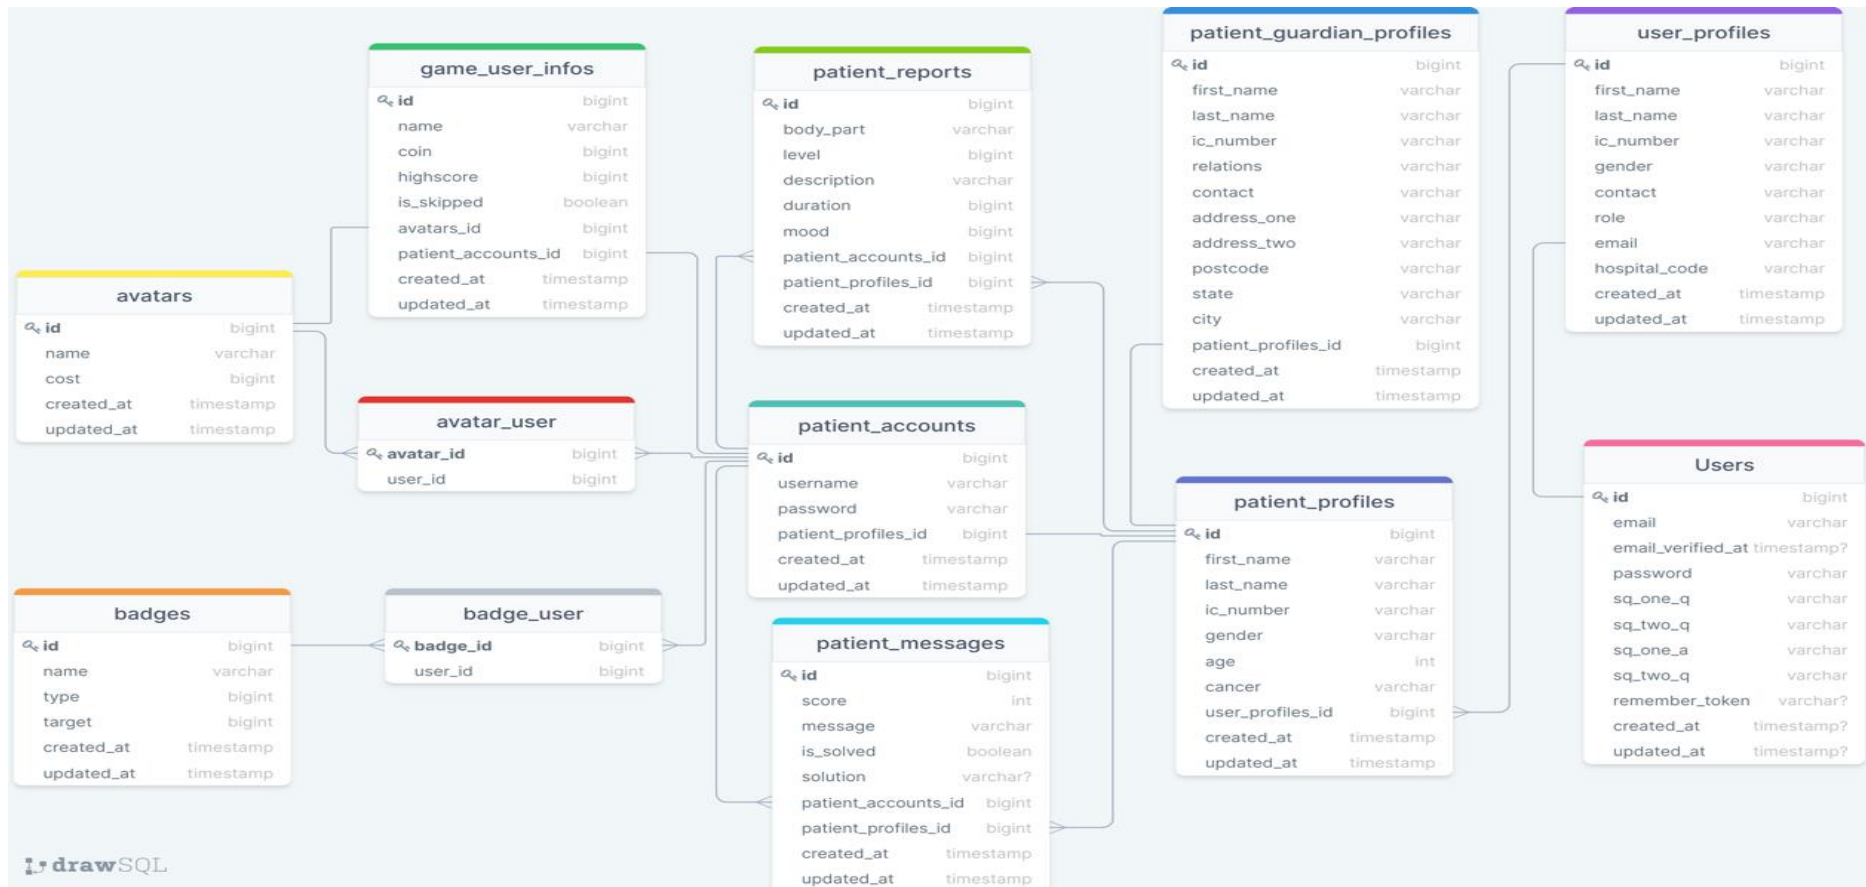 game_user_infos
id bigint
name varchar
coin bigint
highscore bigint
is_skipped boolean
avatars_id bigint
patient_accounts_id bigint
created_at timestamp
updated_at timestamp
patient_reports
id bigint
body_part varchar
level bigint
description varchar
duration bigint
mood bigint
patient_accounts_id bigint
patient_profiles_id bigint
created_at timestamp
updated_at timestamp
patient_guardian_profiles
id bigint
first_name varchar
last_name varchar
ic_number varchar
relations varchar
contact varchar
address_one varchar
address_two varchar
postcode varchar
state varchar
city varchar
patient_profiles_id bigint
created_at timestamp
updated_at timestamp
user_profiles
id bigint
first_name varchar
last_name varchar
ic_number varchar
gender varchar
contact varchar
role varchar
email varchar
hospital_code varchar
created_at timestamp
updated_at timestamp
avatars
id bigint
name varchar
cost bigint
created_at timestamp
updated_at timestamp
avatar_user
avatar_id bigint
user_id bigint
patient_accounts
id bigint
username varchar
password varchar
patient_profiles_id bigint
created_at timestamp
updated_at timestamp
patient_profiles
id bigint
first_name varchar
last_name varchar
ic_number varchar
gender varchar
age int
cancer varchar
user_profiles_id bigint
created_at timestamp
updated_at timestamp
Users
id bigint
email varchar
email_verified_at timestamp?
password varchar
sq_one_q varchar
sq_two_q varchar
sq_one_a varchar
sq_two_q varchar
remember_token varchar?
created_at timestamp?
updated_at timestamp?
badges
id bigint
name varchar
type bigint
target bigint
created_at timestamp
updated_at timestamp
badge_user
badge_id bigint
user_id bigint
patient_messages
id bigint
score int
message varchar
is_solved boolean
solution varchar?
patient_accounts_id bigint
patient_profiles_id bigint
created_at timestamp
updated_at timestamp
drawSQL